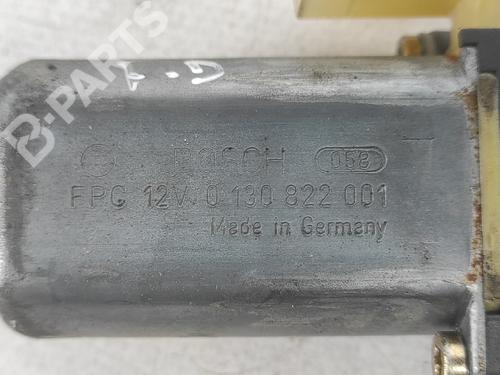 B-PARTS
BOSCH 058
FPG 12V 0 130 822 001
Made in Germany